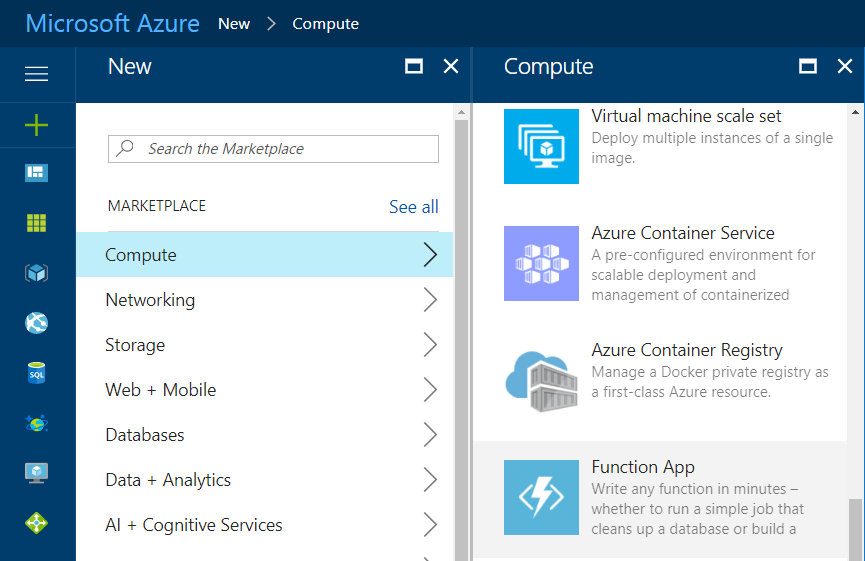 Microsoft Azure New > Compute
New
Search the Marketplace
MARKETPLACE See all
Compute
Networking
Storage
Web + Mobile
Databases
Data + Analytics
AI + Cognitive Services
Compute
Virtual machine scale set
Deploy multiple instances of a single
image.
Azure Container Service
A pre-configured environment for
scalable deployment and
management of containerized
Azure Container Registry
Manage a Docker private registry as
a first-class Azure resource.
Function App
Write any function in minutes –
whether to run a simple job that
cleans up a database or build a
SQL